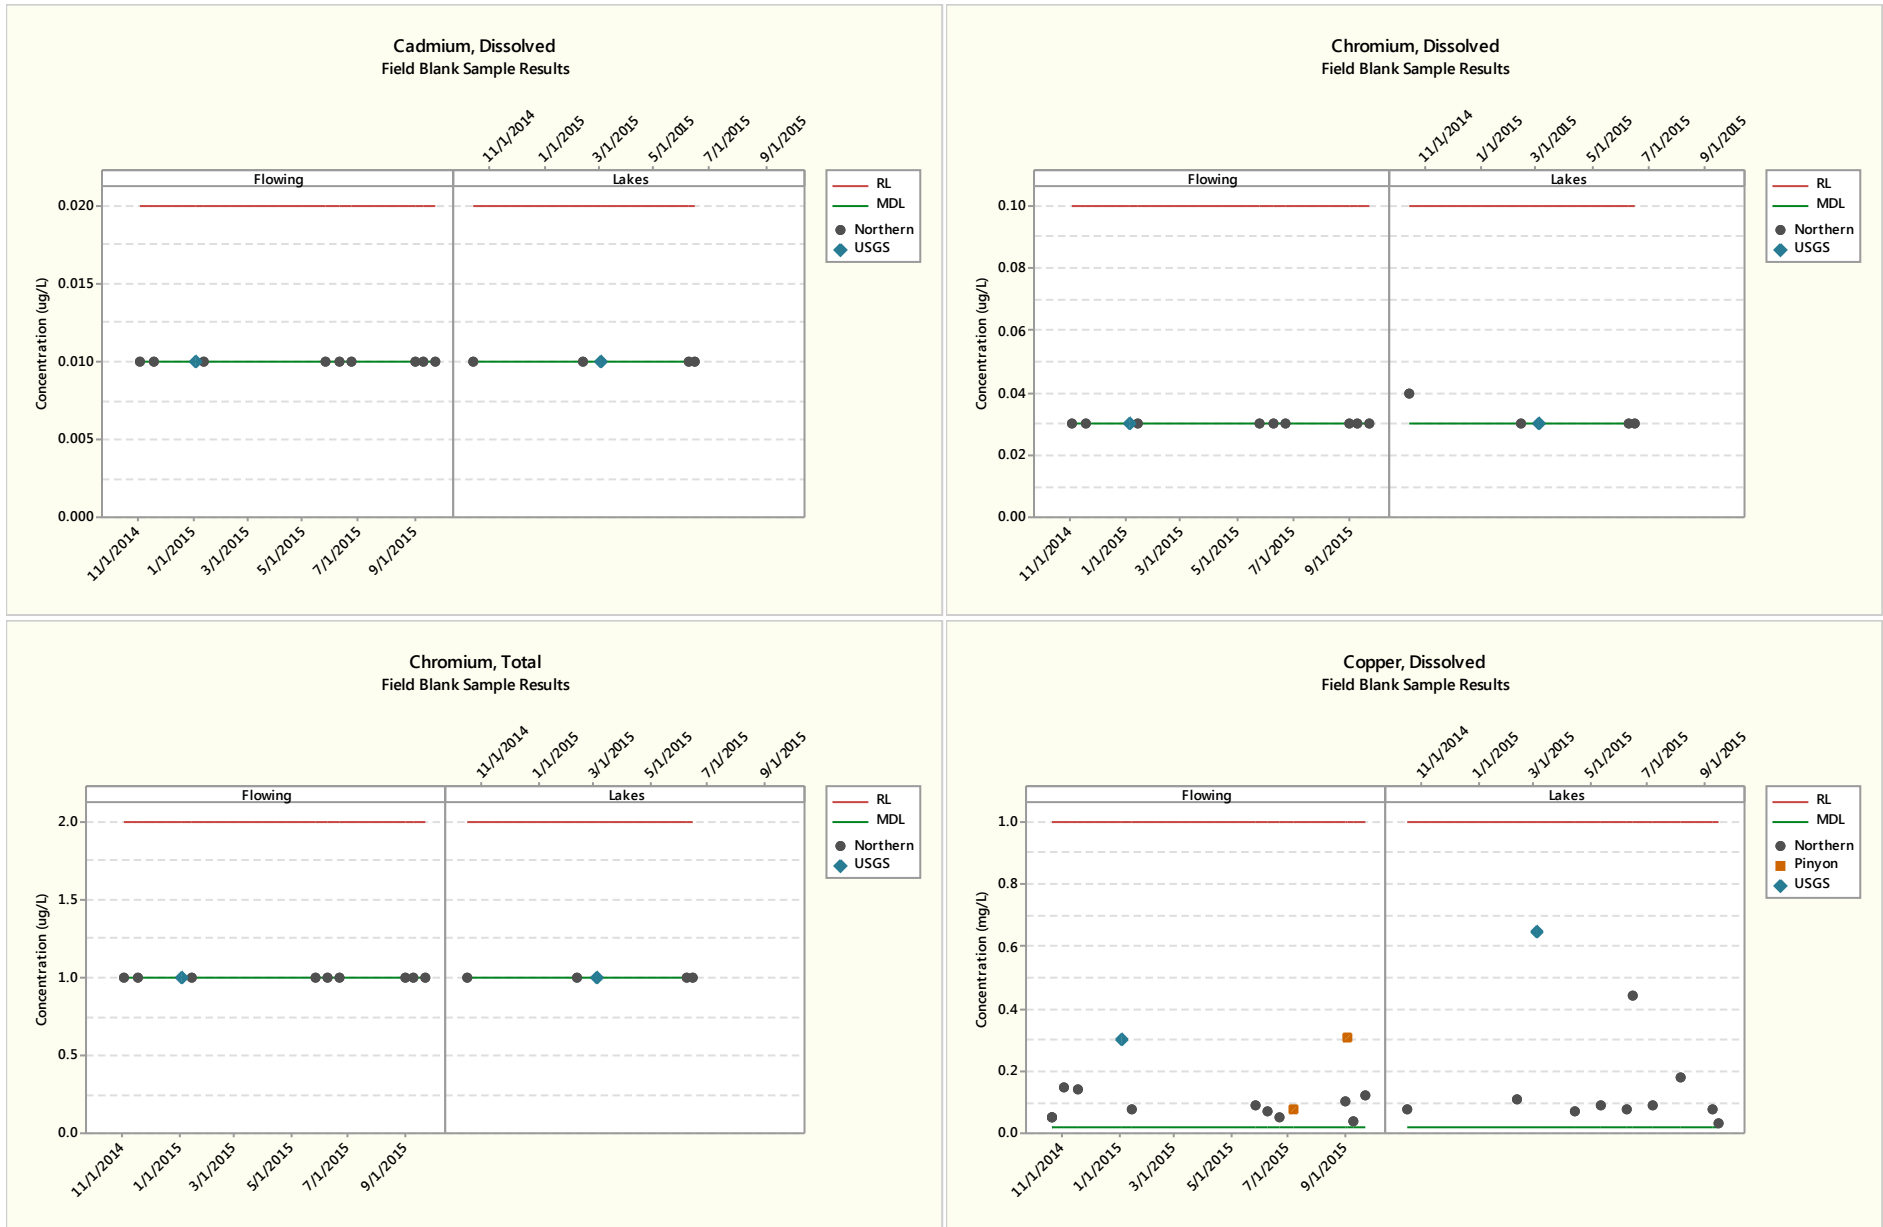 Cadmium, Dissolved
Field Blank Sample Results
11/1/2014 1/1/2015 3/1/2015 5/1/2015 7/1/2015 9/1/2015
Flowing Lakes
RL
MDL
Northern
USGS
Concentration (ug/L)
0.020
0.015
0.010
0.005
0.000
11/1/2014 1/1/2015 3/1/2015 5/1/2015 7/1/2015 9/1/2015
Chromium, Dissolved
Field Blank Sample Results
11/1/2014 1/1/2015 3/1/2015 5/1/2015 7/1/2015 9/1/2015
Flowing Lakes
RL
MDL
Northern
USGS
Concentration (ug/L)
0.10
0.08
0.06
0.04
0.02
0.00
11/1/2014 1/1/2015 3/1/2015 5/1/2015 7/1/2015 9/1/2015
Chromium, Total
Field Blank Sample Results
11/1/2014 1/1/2015 3/1/2015 5/1/2015 7/1/2015 9/1/2015
Flowing Lakes
RL
MDL
Northern
USGS
Concentration (ug/L)
2.0
1.5
1.0
0.5
0.0
11/1/2014 1/1/2015 3/1/2015 5/1/2015 7/1/2015 9/1/2015
Copper, Dissolved
Field Blank Sample Results
11/1/2014 1/1/2015 3/1/2015 5/1/2015 7/1/2015 9/1/2015
Flowing Lakes
RL
MDL
Northern
Pinyon
USGS
Concentration (mg/L)
1.0
0.8
0.6
0.4
0.2
0.0
11/1/2014 1/1/2015 3/1/2015 5/1/2015 7/1/2015 9/1/2015